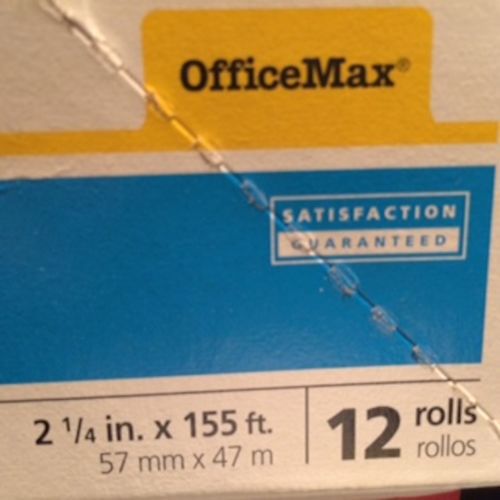 OfficeMax®
SATISFACTION
GUARANTEED
2 1/4 in. x 155 ft.
57 mm x 47 m
12 rolls
rollos